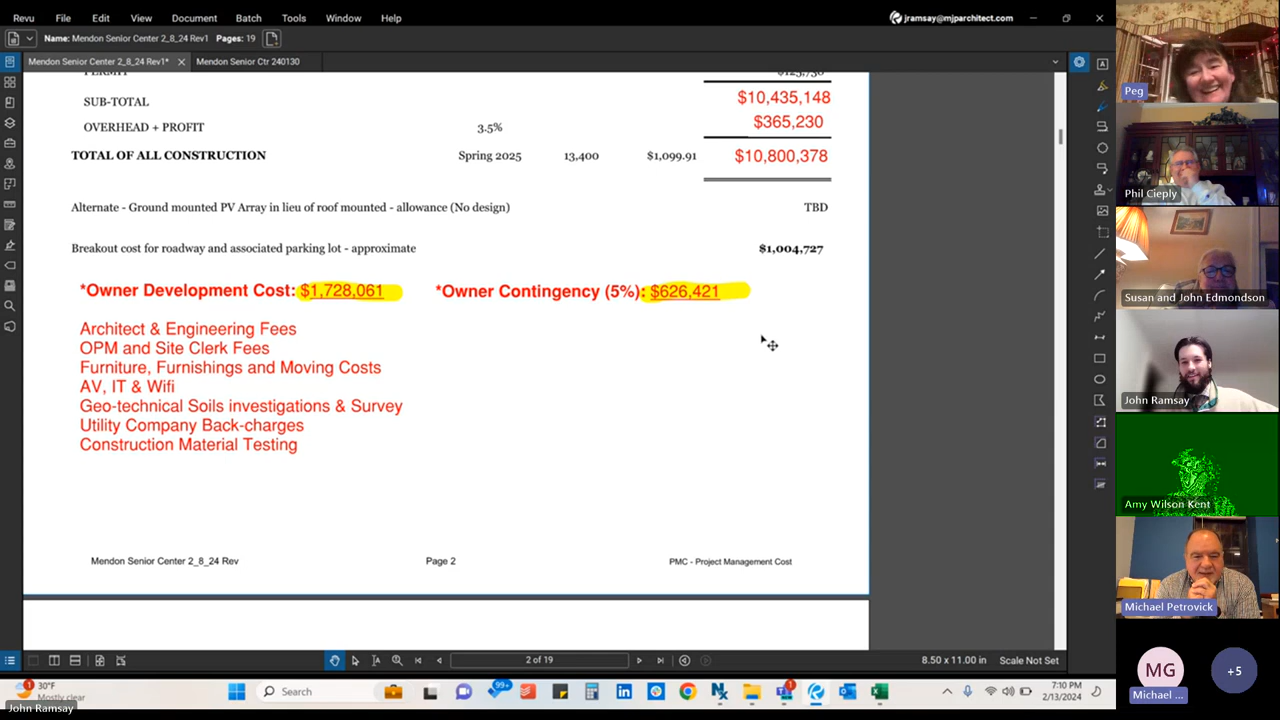 Revu File Edit View Document Batch Tools Window Help jramsay@mjparchitect.com
Name: Mendon Senior Center 2_8_24 Rev1 Pages: 19
Mendon Senior Center 2_8_24 Rev1* Mendon Senior Ctr 240130
PERMIT $125,736
SUB-TOTAL $10,435,148
OVERHEAD + PROFIT 3.5% $365,230
TOTAL OF ALL CONSTRUCTION Spring 2025 13,400 $1,099.91 $10,800,378
Alternate - Ground mounted PV Array in lieu of roof mounted - allowance (No design) TBD
Breakout cost for roadway and associated parking lot - approximate $1,004,727
*Owner Development Cost: $1,728,061 *Owner Contingency (5%): $626,421
Architect & Engineering Fees
OPM and Site Clerk Fees
Furniture, Furnishings and Moving Costs
AV, IT & Wifi
Geo-technical Soils investigations & Survey
Utility Company Back-charges
Construction Material Testing
Mendon Senior Center 2_8_24 Rev Page 2 PMC - Project Management Cost
2 of 19 8.50 x 11.00 in Scale Not Set
30°F
Mostly clear
Search
99+
1
7:10 PM
2/13/2024
John Ramsay
Peg
Phil Cieply
Susan and John Edmondson
John Ramsay
Amy Wilson Kent
Michael Petrovick
MG
Michael ...
+5